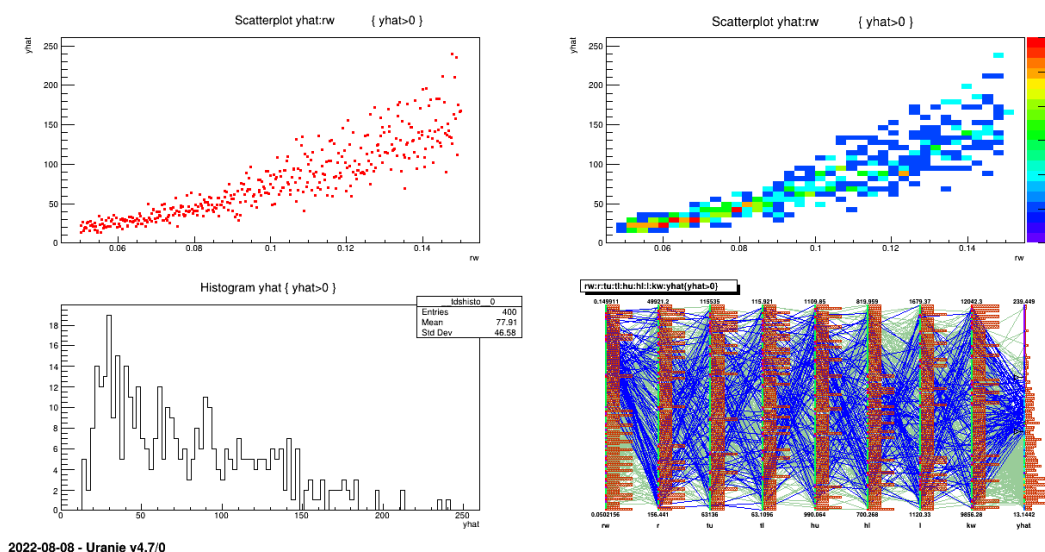 Scatterplot yhat:rw { yhat>0 }
yhat
250
200
150
100
50
0
0.06
0.08
0.1
0.12
0.14
rw
Scatterplot yhat:rw { yhat>0 }
yhat
250
200
150
100
50
0
0.06
0.08
0.1
0.12
0.14
rw
Histogram yhat { yhat>0 }
__tdshisto__0
Entries 400
Mean 77.91
Std Dev 46.58
18
16
14
12
10
8
6
4
2
0
0
50
100
150
200
250
yhat
rw:r:tu:tl:hu:hl:l:kw:yhat{yhat>0}
0.149911 49921.2 115535 115.921 1109.85 819.959 1679.37 12042.3 239.449
0.0502156 156.441 63136 63.1096 990.064 700.268 1120.33 9856.28 13.1442
rw r tu tl hu hl l kw yhat
2022-08-08 - Uranie v4.7/0